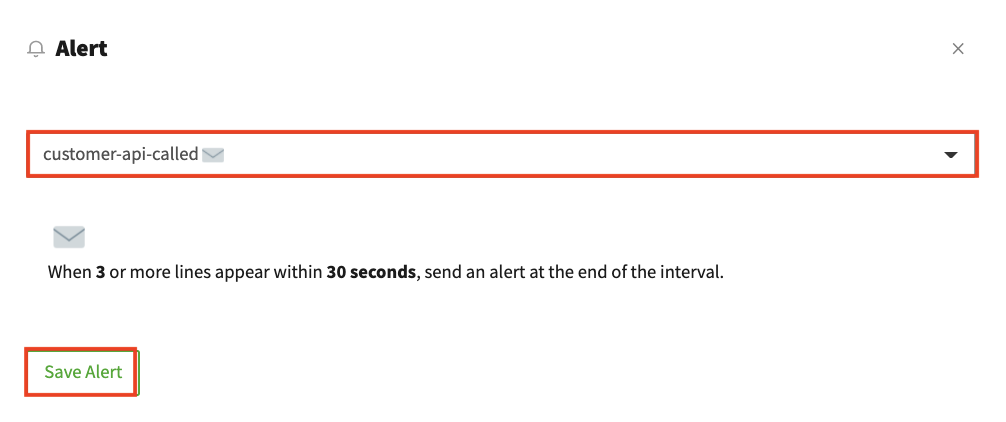 Alert
customer-api-called
When 3 or more lines appear within 30 seconds, send an alert at the end of the interval.
Save Alert